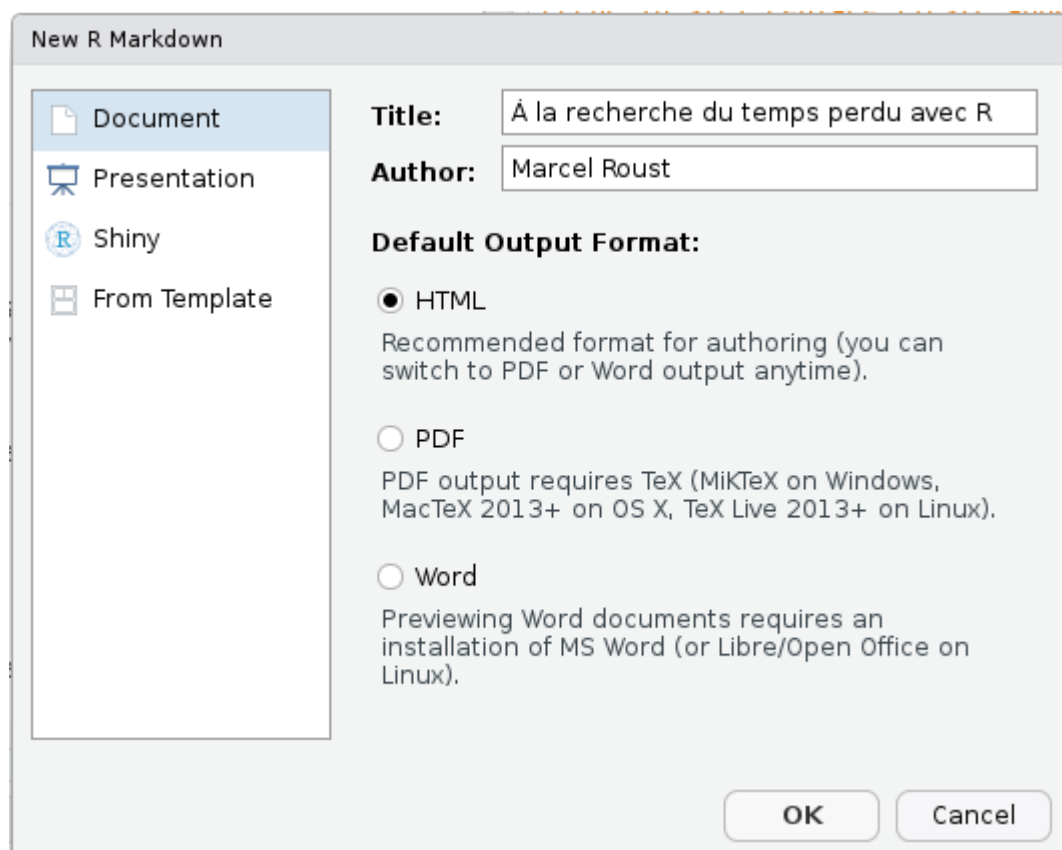 New R Markdown
Document
Presentation
Shiny
From Template
Title:
À la recherche du temps perdu avec R
Author:
Marcel Roust
Default Output Format:
HTML
Recommended format for authoring (you can
switch to PDF or Word output anytime).
PDF
PDF output requires TeX (MiKTeX on Windows,
MacTeX 2013+ on OS X, TeX Live 2013+ on Linux).
Word
Previewing Word documents requires an
installation of MS Word (or Libre/Open Office on
Linux).
OK
Cancel